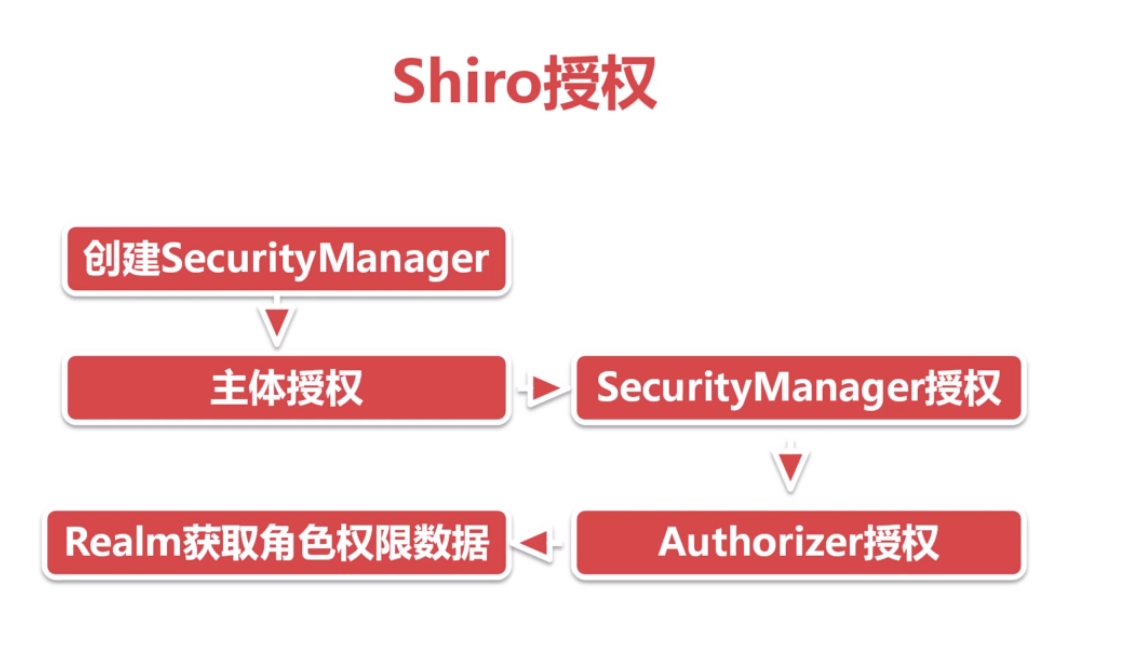 Shiro授权
创建SecurityManager
主体授权
SecurityManager授权
Authorizer授权
Realm获取角色权限数据